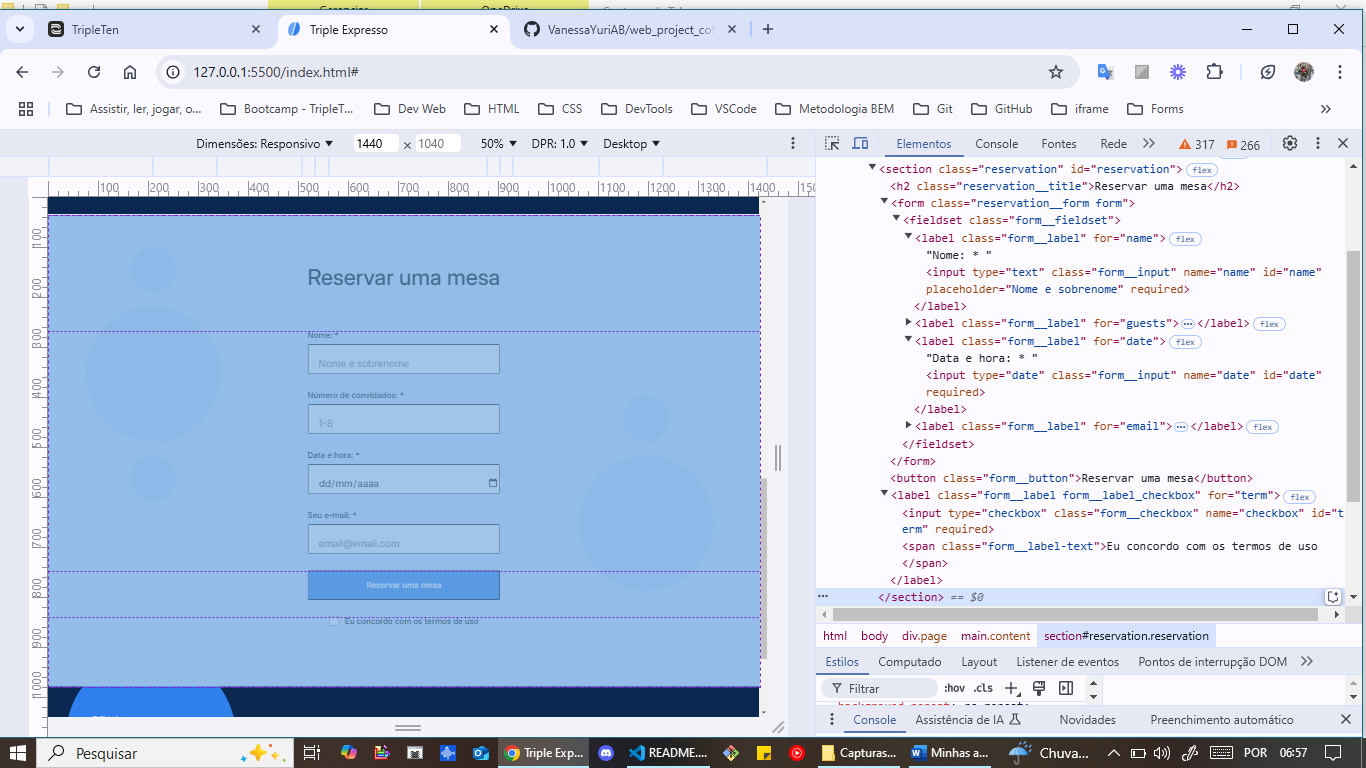 TripleTen
Triple Expresso
VanessaYuriAB/web_project_cof
127.0.0.1:5500/index.html#
Assistir, ler, jogar, o...
Bootcamp - TripleT...
Dev Web
HTML
CSS
DevTools
VSCode
Metodologia BEM
Git
GitHub
iframe
Forms
Dimensões: Responsivo
1440 × 1040
50%
DPR: 1.0
Desktop
Elementos
Console
Fontes
Rede
317
266
100 200 300 400 500 600 700 800 900 1000 1100 1200 1300 1400
100
200
300
400
500
600
700
800
900
1000
Reservar uma mesa
Nome: *
Nome e sobrenome
Número de convidados: *
1-8
Data e hora: *
dd/mm/aaaa
Seu e-mail: *
email@email.com
Reservar uma mesa
Eu concordo com os termos de uso
<section class="reservation" id="reservation"> flex
<h2 class="reservation__title">Reservar uma mesa</h2>
<form class="reservation__form form">
<fieldset class="form__fieldset">
<label class="form__label" for="name"> flex
"Nome: * "
<input type="text" class="form__input" name="name" id="name"
placeholder="Nome e sobrenome" required>
</label>
<label class="form__label" for="guests">…</label> flex
<label class="form__label" for="date"> flex
"Data e hora: * "
<input type="date" class="form__input" name="date" id="date"
required>
</label>
<label class="form__label" for="email">…</label> flex
</fieldset>
</form>
<button class="form__button">Reservar uma mesa</button>
<label class="form__label form__label_checkbox" for="term"> flex
<input type="checkbox" class="form__checkbox" name="checkbox" id="t
erm" required>
<span class="form__label-text">Eu concordo com os termos de uso
</span>
</label>
</section> == $0
html body div.page main.content section#reservation.reservation
Estilos
Computado
Layout
Listener de eventos
Pontos de interrupção DOM
Filtrar
:hov .cls
Console
Assistência de IA
Novidades
Preenchimento automático
Pesquisar
Triple Exp...
README....
Capturas...
Minhas a...
Chuva...
POR
06:57